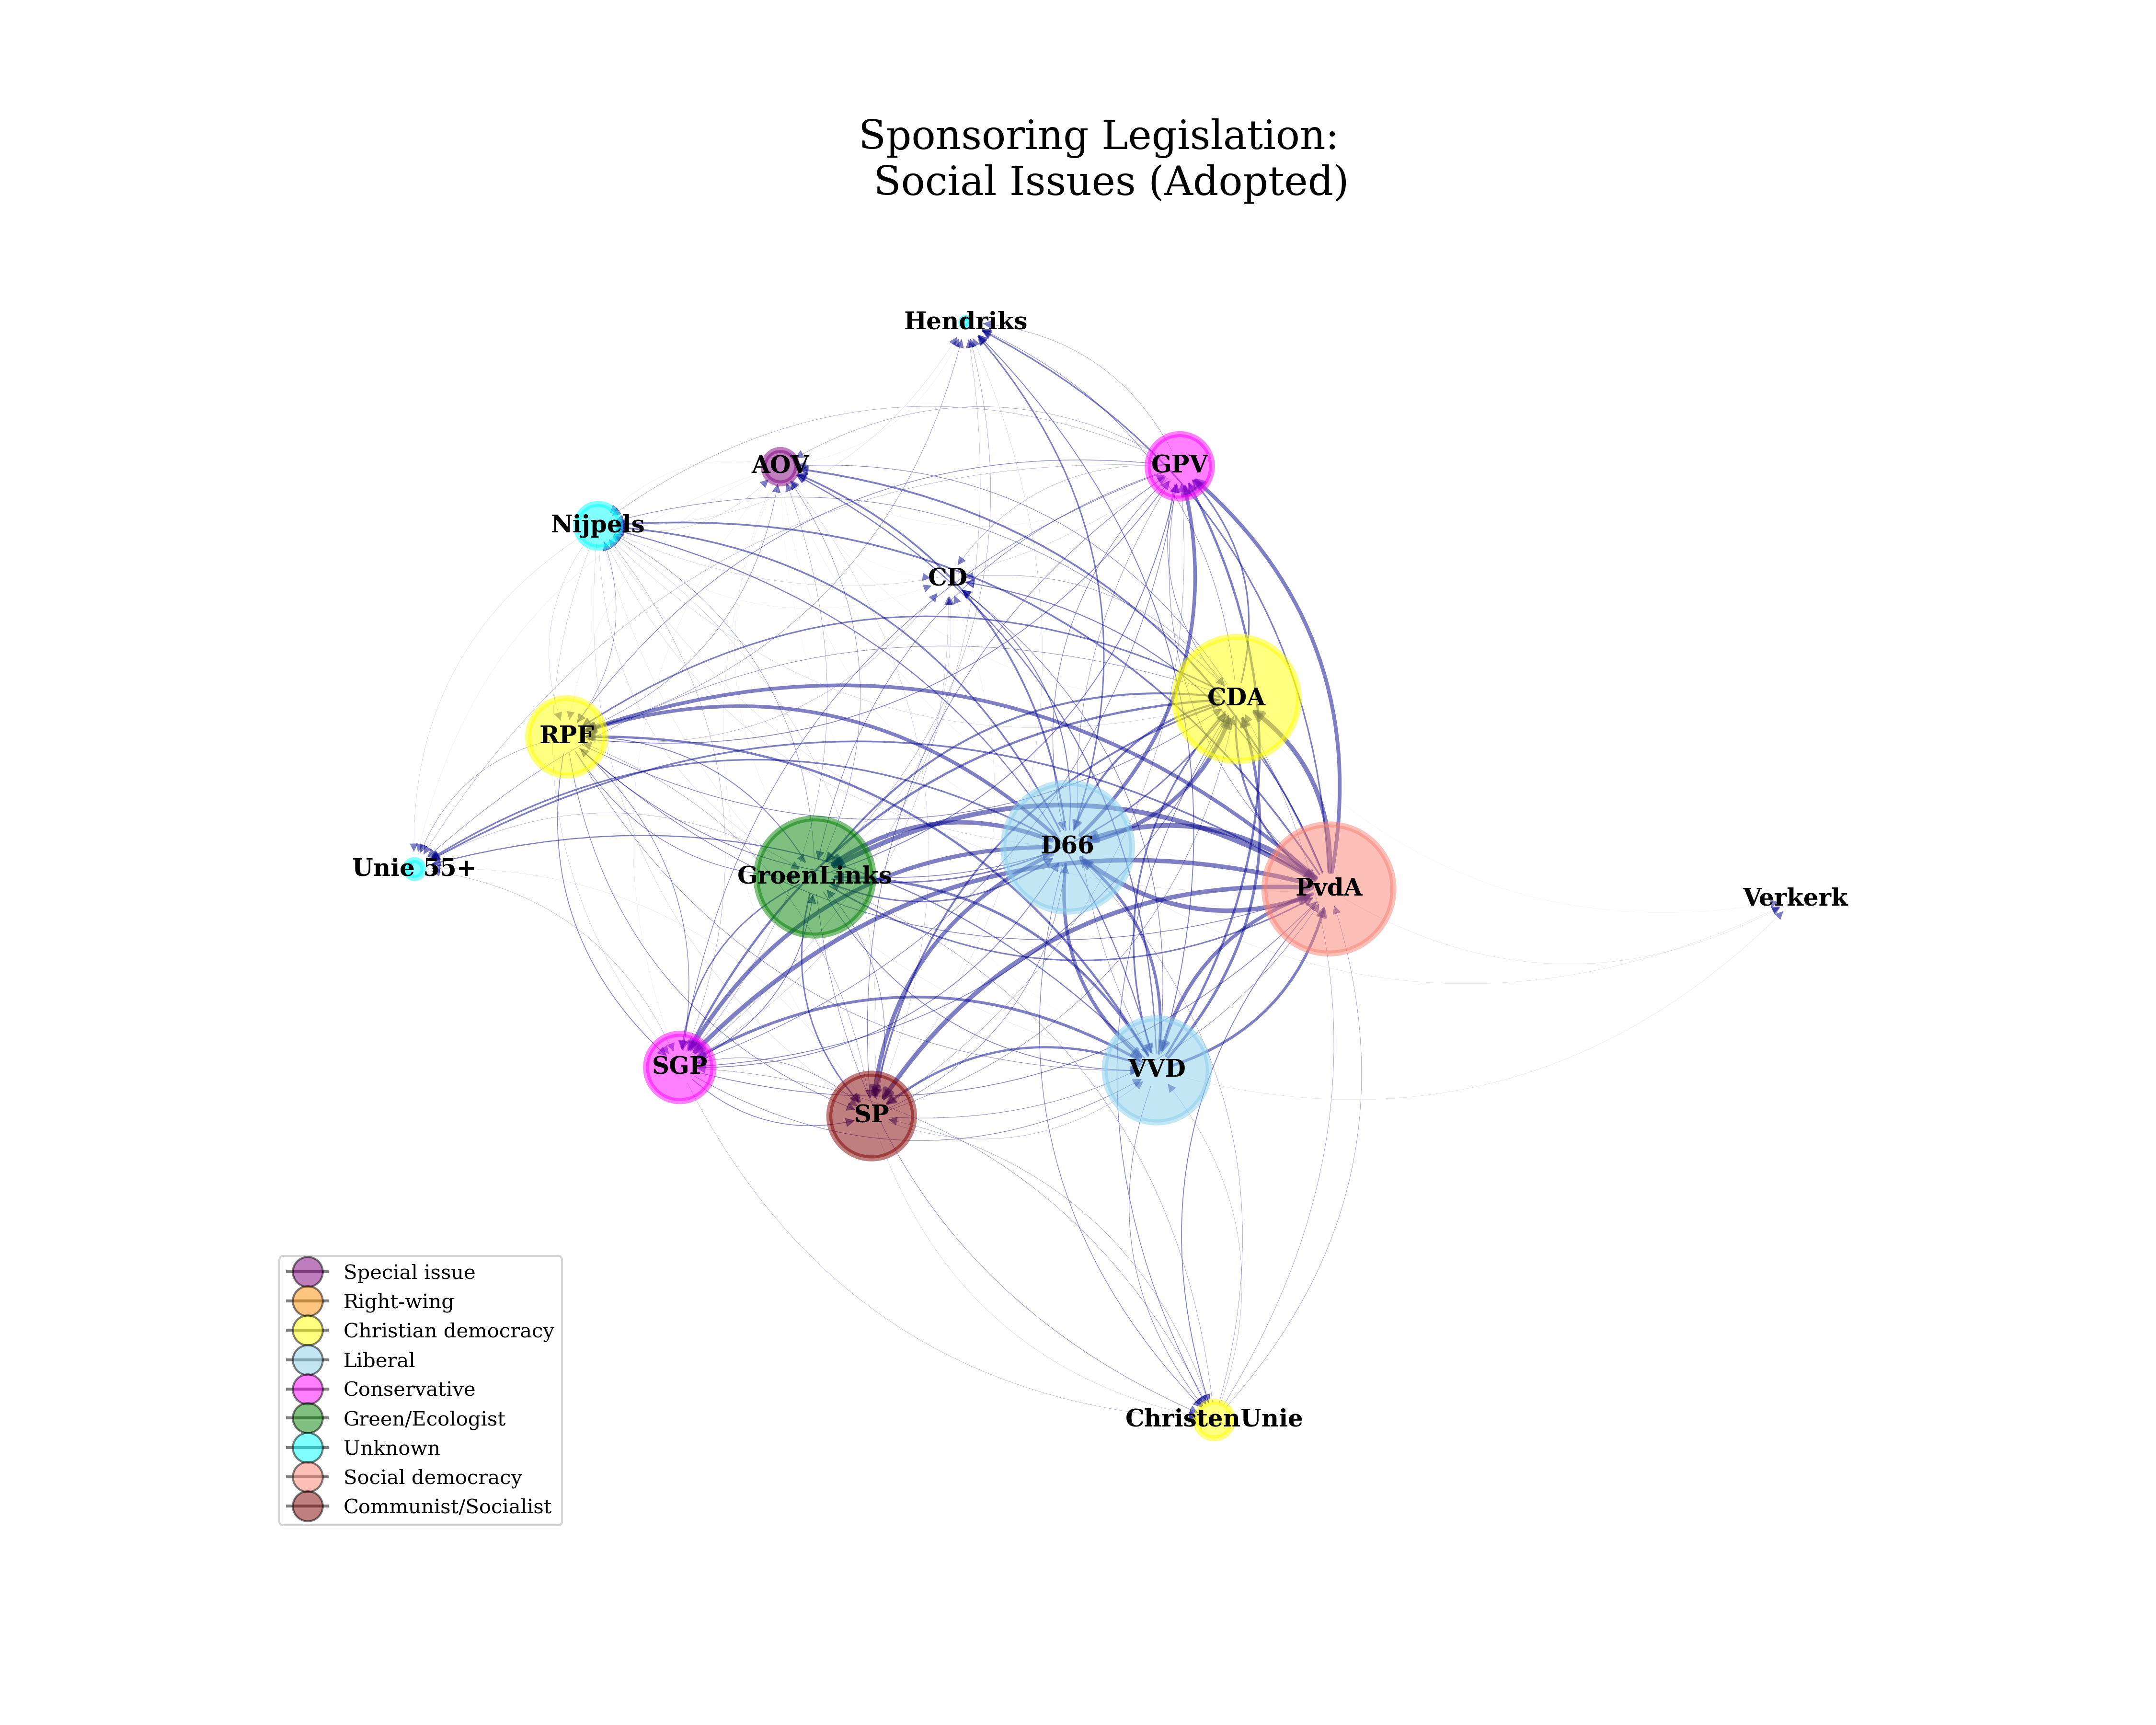 Sponsoring Legislation:
Social Issues (Adopted)
Hendriks
AOV
GPV
Nijpels
CD
CDA
RPF
D66
Unie 55+
GroenLinks
PvdA
Verkerk
SGP
VVD
SP
ChristenUnie
Special issue
Right-wing
Christian democracy
Liberal
Conservative
Green/Ecologist
Unknown
Social democracy
Communist/Socialist